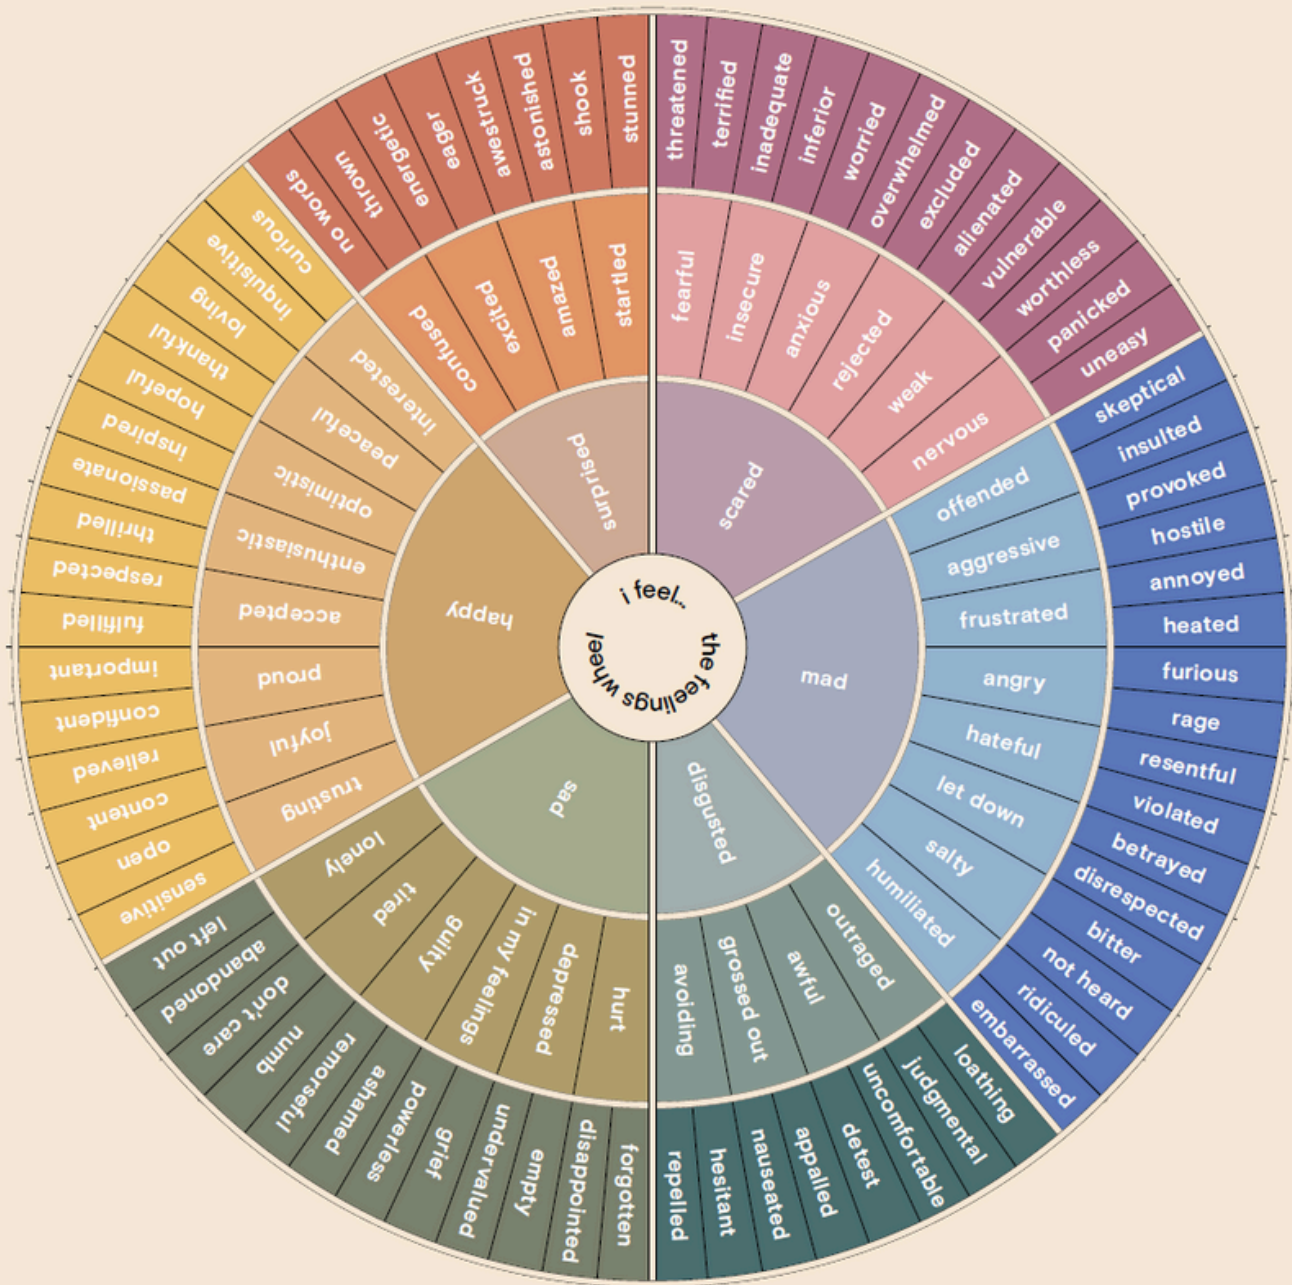 i feel...
the feelings wheel
scared
mad
disgusted
sad
happy
surprised
fearful
insecure
anxious
rejected
weak
nervous
offended
aggressive
frustrated
angry
hateful
let down
salty
humiliated
outraged
awful
grossed out
avoiding
hurt
depressed
in my feelings
guilty
tired
lonely
trusting
joyful
proud
accepted
enthusiastic
optimistic
peaceful
interested
confused
excited
amazed
startled
threatened
terrified
inadequate
inferior
worried
overwhelmed
excluded
alienated
vulnerable
worthless
panicked
uneasy
skeptical
insulted
provoked
hostile
annoyed
heated
furious
rage
resentful
violated
betrayed
disrespected
bitter
not heard
ridiculed
embarrassed
loathing
judgmental
uncomfortable
detest
appalled
nauseated
hesitant
repelled
forgotten
disappointed
empty
undervalued
grief
powerless
ashamed
remorseful
numb
don't care
abandoned
left out
sensitive
open
content
relieved
confident
important
fulfilled
respected
thrilled
passionate
inspired
hopeful
thankful
loving
inquisitive
curious
no words
thrown
energetic
eager
awestruck
astonished
shook
stunned